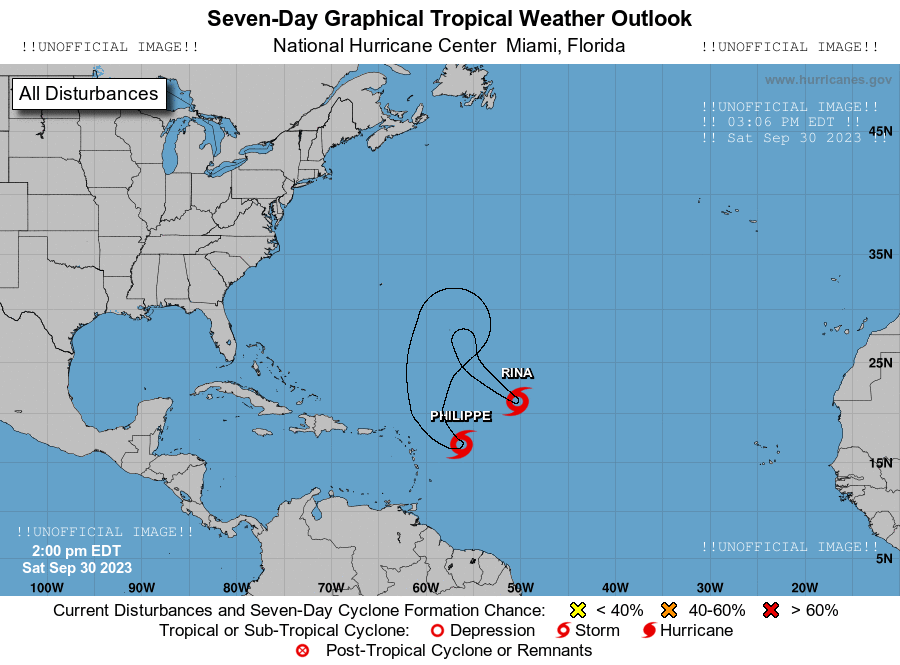 Seven-Day Graphical Tropical Weather Outlook
!!UNOFFICIAL IMAGE!! National Hurricane Center Miami, Florida !!UNOFFICIAL IMAGE!!
www.hurricanes.gov
All Disturbances
!!UNOFFICIAL IMAGE!!
!! 03:06 PM EDT !!
!! Sat Sep 30 2023 !!
45N
35N
25N
RINA
PHILIPPE
15N
!!UNOFFICIAL IMAGE!!
2:00 pm EDT
Sat Sep 30 2023
!!UNOFFICIAL IMAGE!!
5N
100W 90W 80W 70W 60W 50W 40W 30W 20W
Current Disturbances and Seven-Day Cyclone Formation Chance: < 40% 40-60% > 60%
Tropical or Sub-Tropical Cyclone: Depression Storm Hurricane
Post-Tropical Cyclone or Remnants